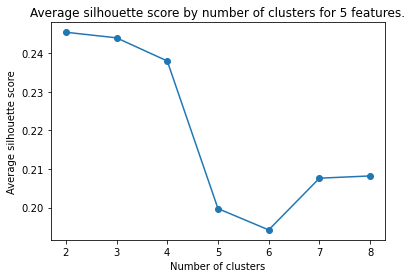 Average silhouette score by number of clusters for 5 features.
Average silhouette score
0.24
0.23
0.22
0.21
0.20
2 3 4 5 6 7 8
Number of clusters